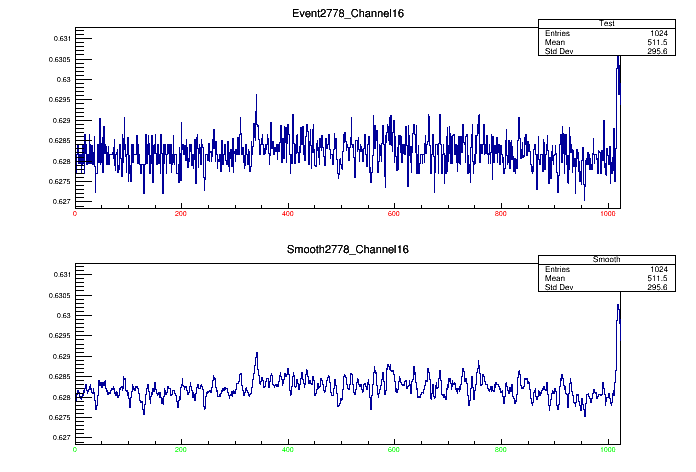 Event2778_Channel16
Test
Entries 1024
Mean 511.5
Std Dev 295.6
0.631
0.6305
0.63
0.6295
0.629
0.6285
0.628
0.6275
0.627
0 200 400 600 800 1000
Smooth2778_Channel16
Smooth
Entries 1024
Mean 511.5
Std Dev 295.6
0.631
0.6305
0.63
0.6295
0.629
0.6285
0.628
0.6275
0.627
0 200 400 600 800 1000